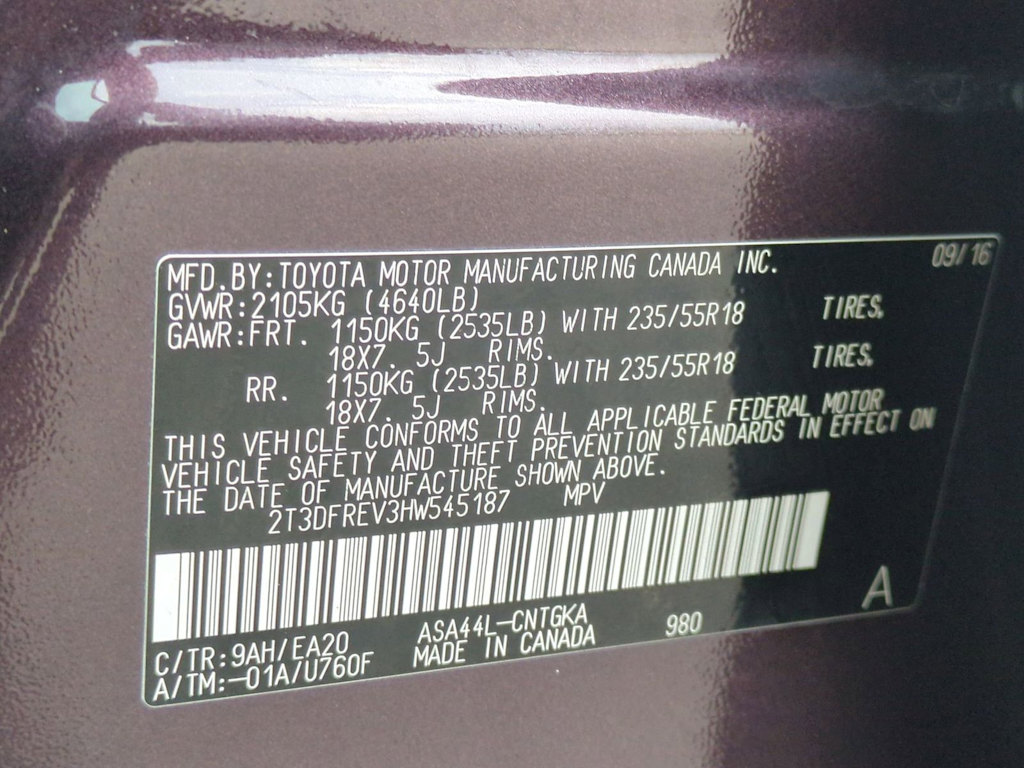 09/16
MFD.BY:TOYOTA MOTOR MANUFACTURING CANADA INC.
GVWR:2105KG (4640LB)
GAWR:FRT. 1150KG (2535LB) WITH 235/55R18 TIRES,
18X7. 5J RIMS.
RR. 1150KG (2535LB) WITH 235/55R18 TIRES,
18X7. 5J RIMS.
THIS VEHICLE CONFORMS TO ALL APPLICABLE FEDERAL MOTOR
VEHICLE SAFETY AND THEFT PREVENTION STANDARDS IN EFFECT ON
THE DATE OF MANUFACTURE SHOWN ABOVE.
2T3DFREV3HW545187 MPV
A
C/TR:9AH/EA20 ASA44L-CNTGKA 980
A/TM:-01A/U760F MADE IN CANADA